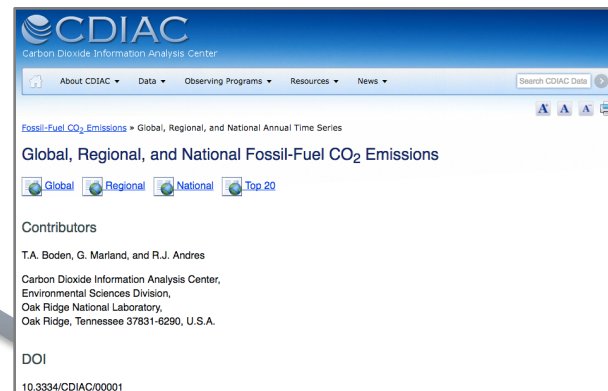 CDIAC
Carbon Dioxide Information Analysis Center
About CDIAC Data Observing Programs Resources News Search CDIAC Data
A A A
Fossil-Fuel CO2 Emissions » Global, Regional, and National Annual Time Series
Global, Regional, and National Fossil-Fuel CO2 Emissions
Global Regional National Top 20
Contributors
T.A. Boden, G. Marland, and R.J. Andres
Carbon Dioxide Information Analysis Center,
Environmental Sciences Division,
Oak Ridge National Laboratory,
Oak Ridge, Tennessee 37831-6290, U.S.A.
DOI
10.3334/CDIAC/00001